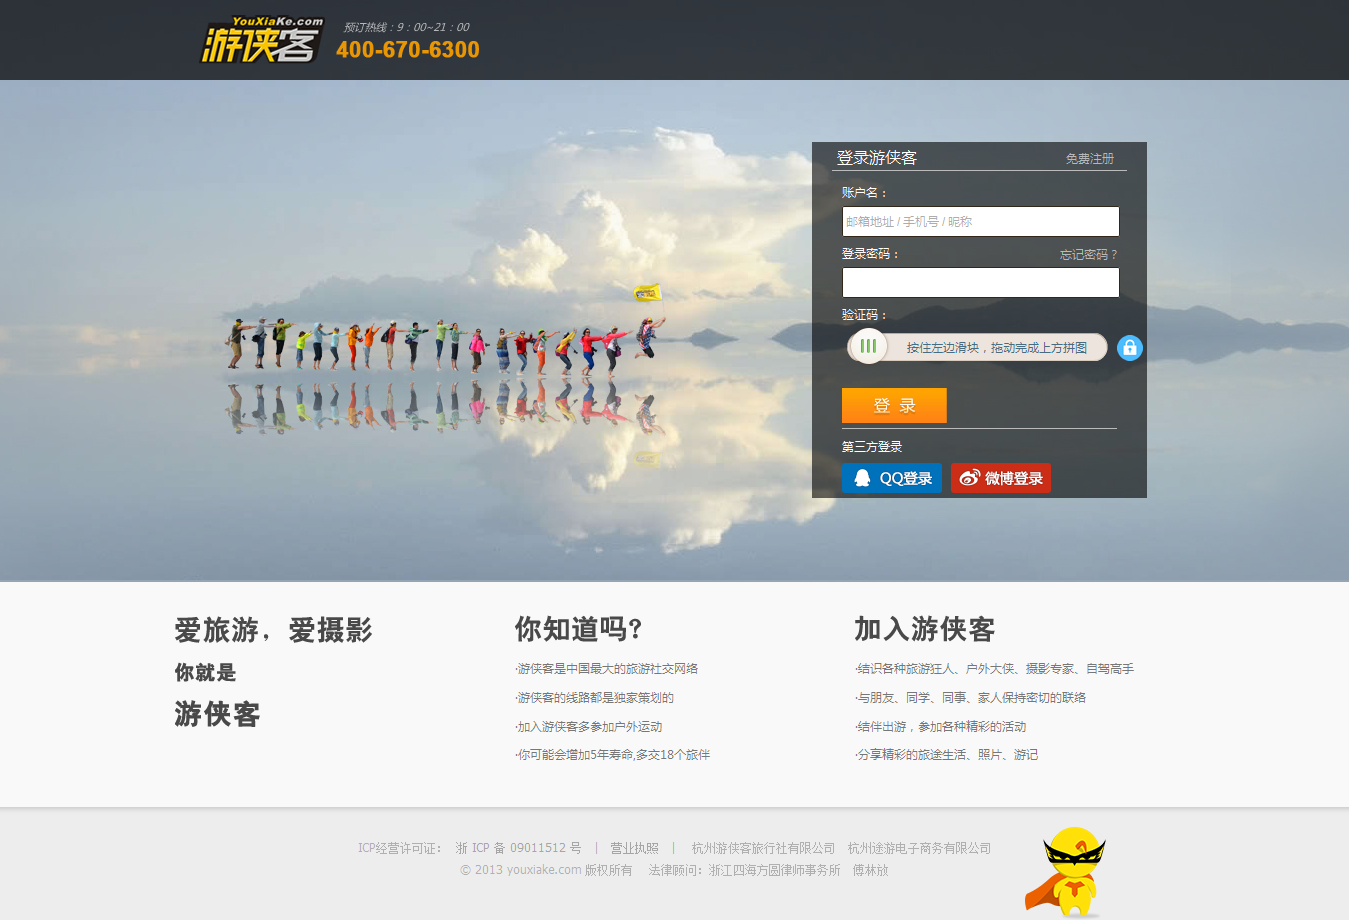 YouXiaKe.com
游侠客
预订热线：9：00~21：00
400-670-6300
登录游侠客 免费注册
账户名：
邮箱地址 / 手机号 / 昵称
登录密码： 忘记密码？
验证码：
按住左边滑块，拖动完成上方拼图
登 录
第三方登录
QQ登录 微博登录
爱旅游，爱摄影
你就是
游侠客
你知道吗?
·游侠客是中国最大的旅游社交网络
·游侠客的线路都是独家策划的
·加入游侠客多参加户外运动
·你可能会增加5年寿命,多交18个旅伴
加入游侠客
·结识各种旅游狂人、户外大侠、摄影专家、自驾高手
·与朋友、同学、同事、家人保持密切的联络
·结伴出游，参加各种精彩的活动
·分享精彩的旅途生活、照片、游记
ICP经营许可证： 浙 ICP 备 09011512 号 | 营业执照 | 杭州游侠客旅行社有限公司 杭州途游电子商务有限公司
© 2013 youxiake.com 版权所有 法律顾问：浙江四海方圆律师事务所 傅林放